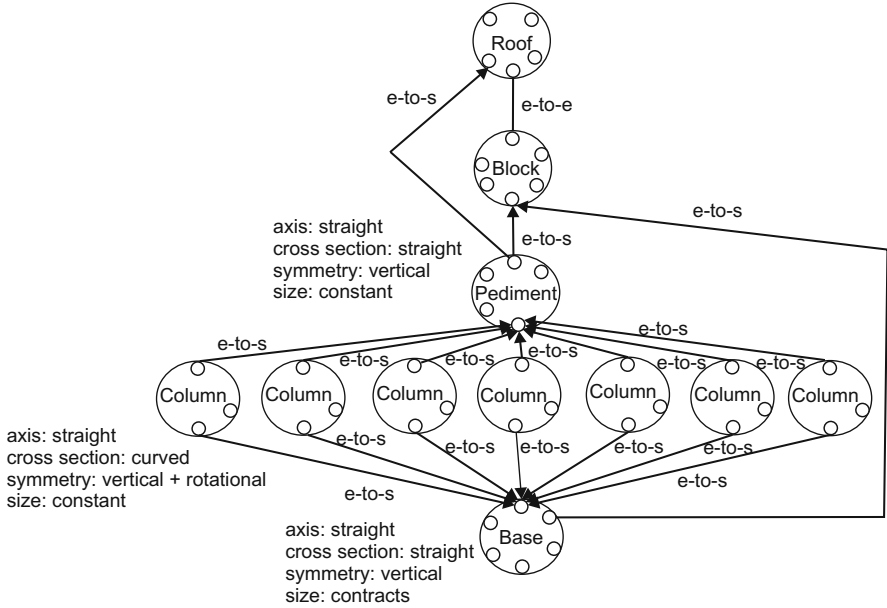 Roof
e-to-s
e-to-e
Block
e-to-s
axis: straight
cross section: straight
symmetry: vertical
size: constant
e-to-s
Pediment
e-to-s
e-to-s
e-to-s
e-to-s
e-to-s
e-to-s
e-to-s
Column
Column
Column
Column
Column
Column
Column
axis: straight
cross section: curved
symmetry: vertical + rotational
size: constant
e-to-s
e-to-s
e-to-s
e-to-s
e-to-s
e-to-s
e-to-s
axis: straight
cross section: straight
symmetry: vertical
size: contracts
Base